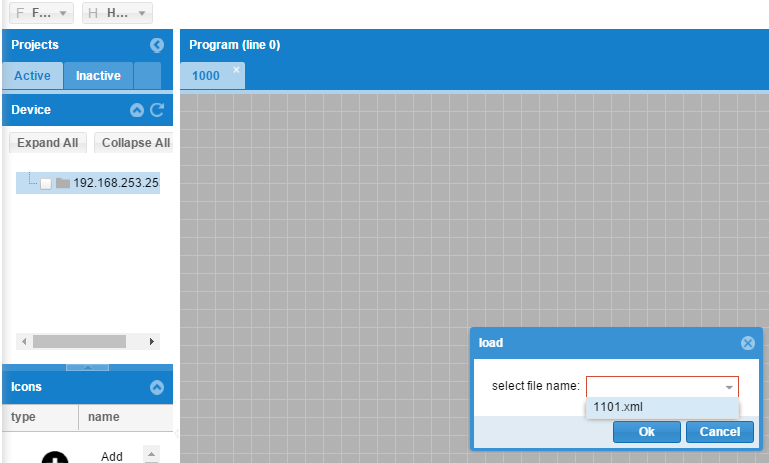 F F... H H...
Projects
Active Inactive
Device
Expand All Collapse All
192.168.253.25
Icons
type name
Add
Program (line 0)
1000
load
select file name:
1101.xml
Ok Cancel